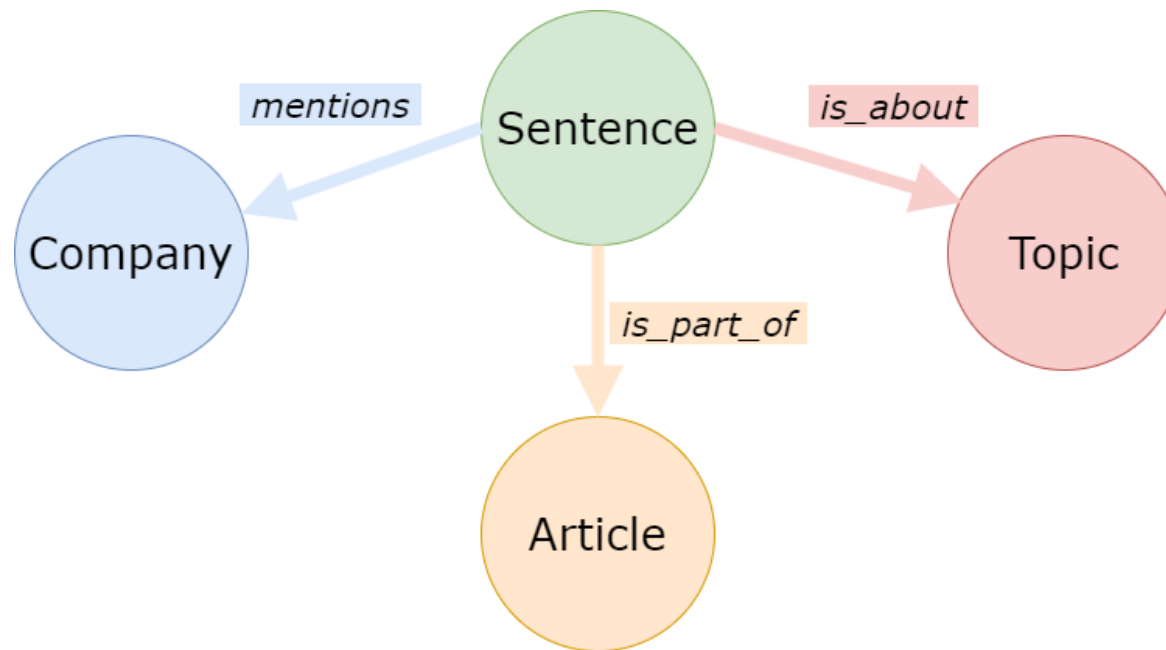 mentions
Sentence
is_about
Company
Topic
is_part_of
Article